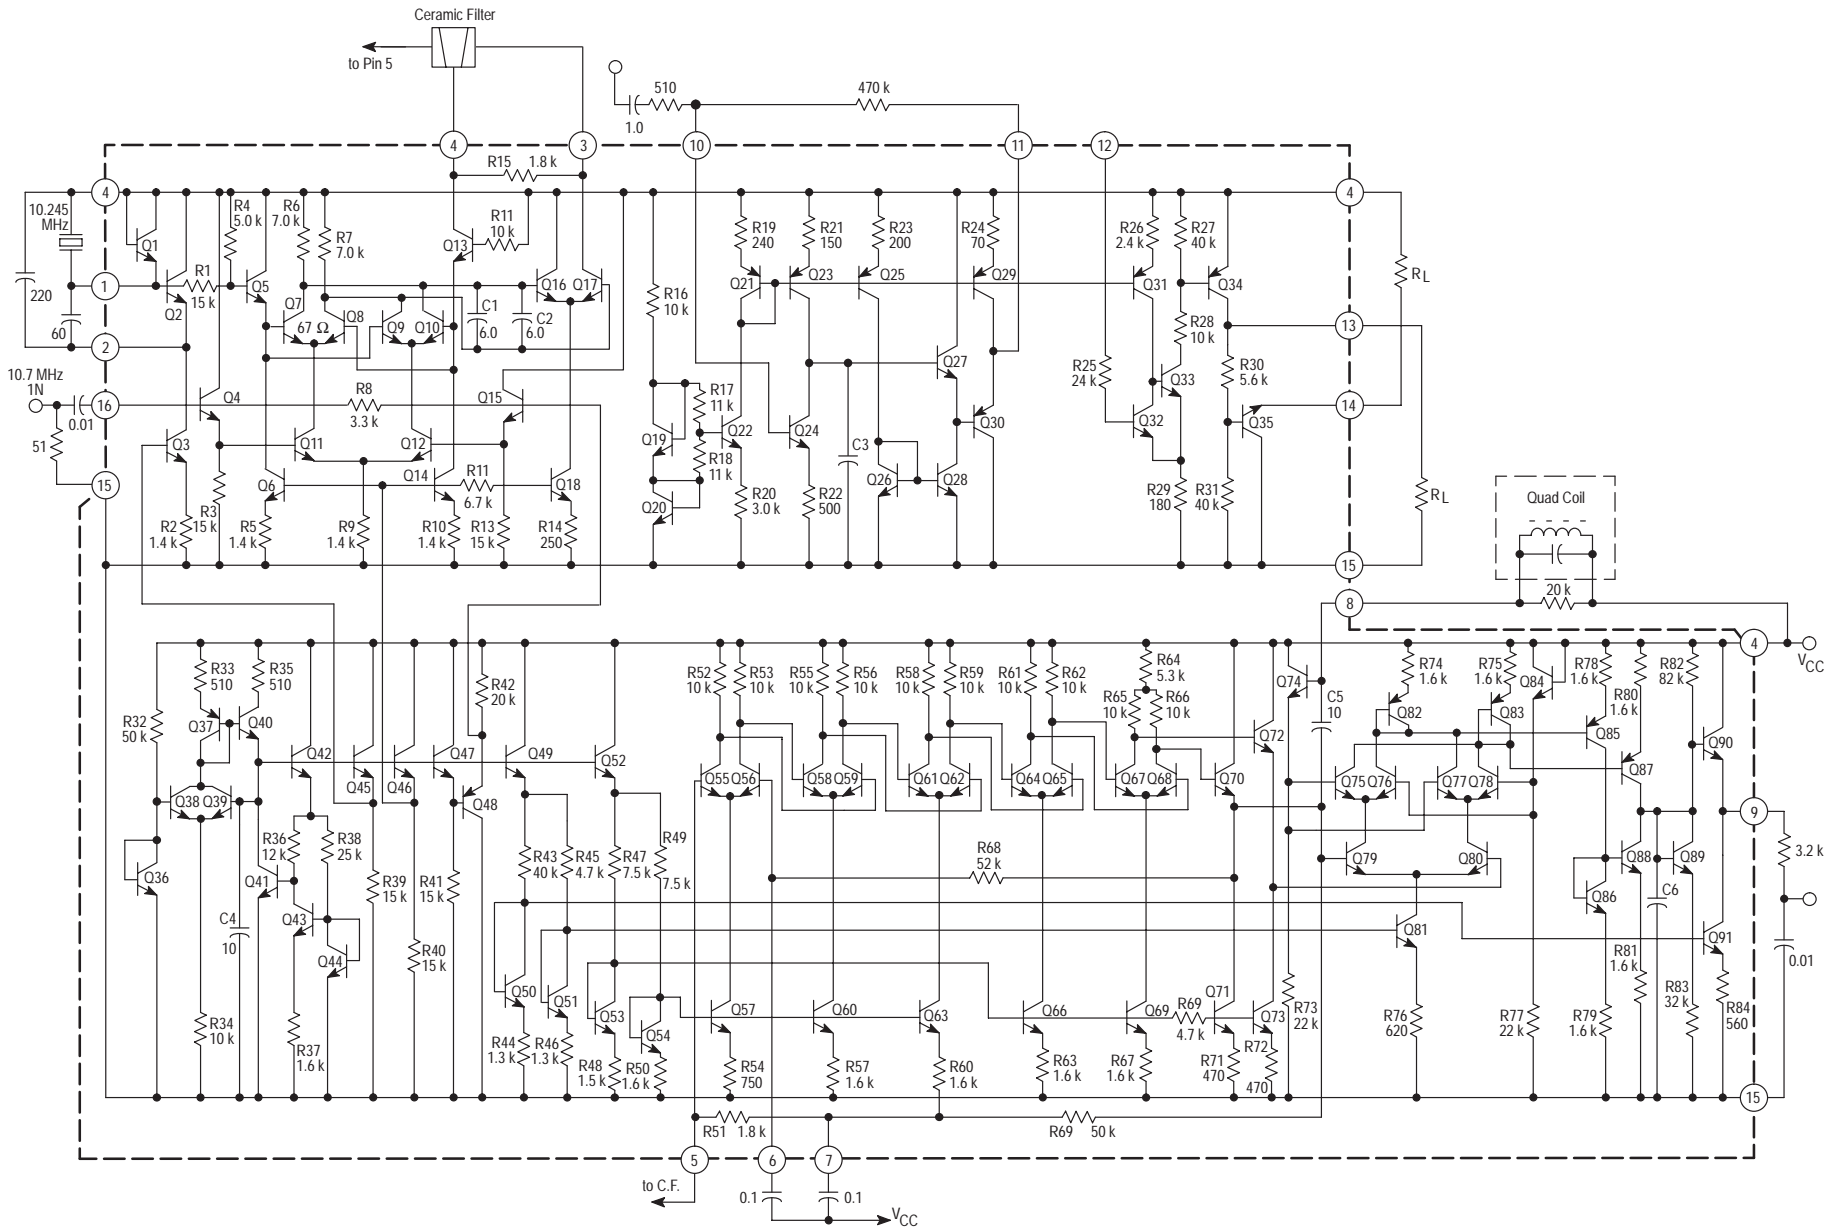 Ceramic Filter
to Pin 5
510
470 k
1.0
4
3
10
11
12
R15 1.8 k
4
4
10.245
MHz
R4
5.0 k
R6
7.0 k
R7
7.0 k
R11
10 k
R19
240
R21
150
R23
200
R24
70
R26
2.4 k
R27
40 k
Q1
Q13
Q16
Q17
Q21
Q23
Q25
Q29
Q31
Q34
RL
220
1
R1
15 k
Q2
Q5
Q7
67 Ω
Q8
Q9
Q10
C1
6.0
C2
6.0
R16
10 k
R28
10 k
13
60
2
10.7 MHz
1N
0.01
16
Q4
R8
3.3 k
Q15
R17
11 k
Q27
R25
24 k
Q33
R30
5.6 k
14
51
Q3
Q11
Q12
Q19
Q22
R18
11 k
Q24
C3
Q30
Q32
Q35
15
Q6
Q14
R11
6.7 k
Q18
Q20
R20
3.0 k
R22
500
Q26
Q28
R29
180
R31
40 k
RL
Quad Coil
R2
1.4 k
R3
15 k
R5
1.4 k
R9
1.4 k
R10
1.4 k
R13
15 k
R14
250
15
8
20 k
4
VCC
R33
510
R35
510
R42
20 k
R52
10 k
R53
10 k
R55
10 k
R56
10 k
R58
10 k
R59
10 k
R61
10 k
R62
10 k
R64
5.3 k
R65
10 k
R66
10 k
Q74
C5
10
R74
1.6 k
R75
1.6 k
Q84
R78
1.6 k
R80
1.6 k
R82
82 k
R32
50 k
Q37
Q40
Q42
Q45
Q46
Q47
Q49
Q52
Q72
Q82
Q83
Q85
Q90
Q38
Q39
Q48
Q55
Q56
Q58
Q59
Q61
Q62
Q64
Q65
Q67
Q68
Q70
Q75
Q76
Q77
Q78
Q87
9
R36
12 k
R38
25 k
R43
40 k
R45
4.7 k
R47
7.5 k
R49
7.5 k
R68
52 k
Q79
Q80
Q88
Q89
3.2 k
Q36
Q41
Q43
C4
10
R39
15 k
R41
15 k
Q86
C6
Q44
R40
15 k
Q81
Q91
0.01
Q50
Q51
Q53
Q54
Q57
Q60
Q63
Q66
Q69
R69
4.7 k
Q71
Q73
R73
22 k
R76
620
R77
22 k
R79
1.6 k
R81
1.6 k
R83
32 k
R84
560
R34
10 k
R37
1.6 k
R44
1.3 k
R46
1.3 k
R48
1.5 k
R50
1.6 k
R54
750
R57
1.6 k
R60
1.6 k
R63
1.6 k
R67
1.6 k
R71
470
R72
470
15
R51 1.8 k
R69 50 k
5
6
7
to C.F.
0.1
0.1
VCC